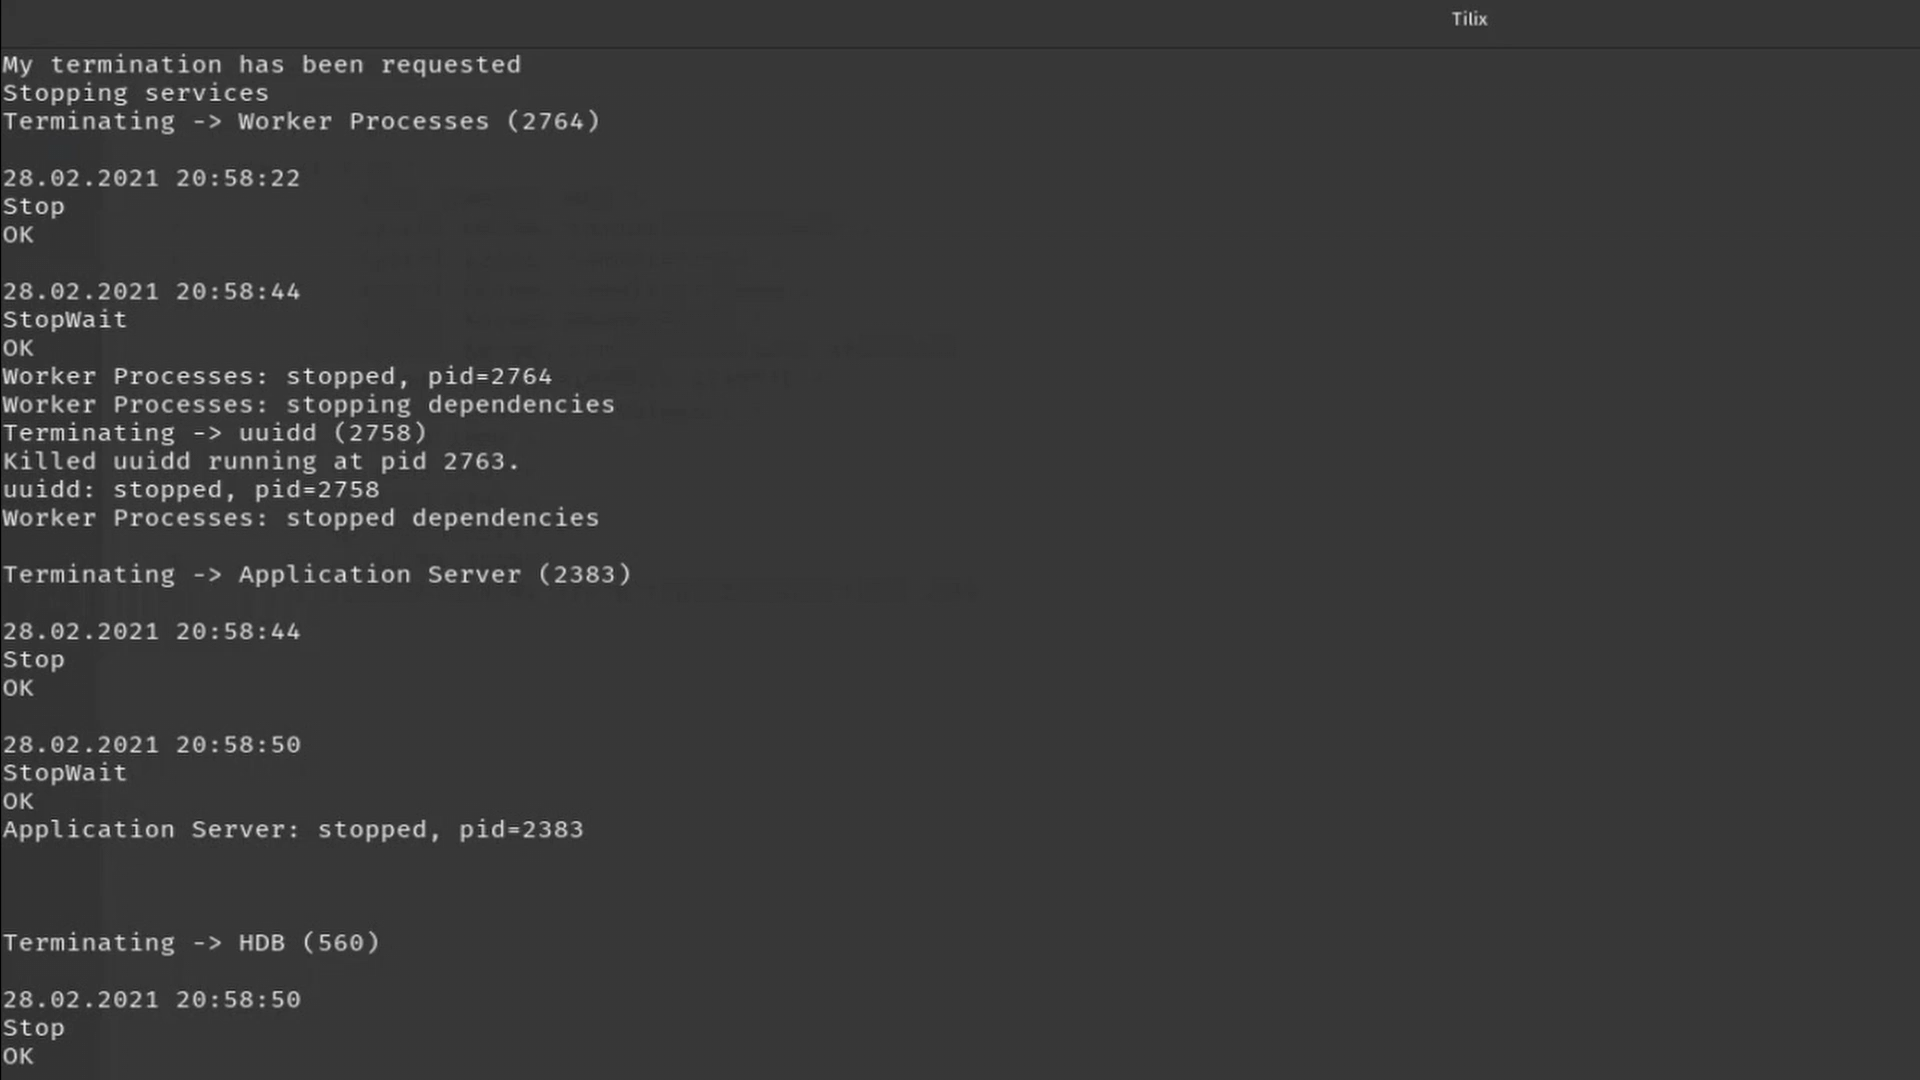 Tilix
My termination has been requested
Stopping services
Terminating -> Worker Processes (2764)
28.02.2021 20:58:22
Stop
OK
28.02.2021 20:58:44
StopWait
OK
Worker Processes: stopped, pid=2764
Worker Processes: stopping dependencies
Terminating -> uuidd (2758)
Killed uuidd running at pid 2763.
uuidd: stopped, pid=2758
Worker Processes: stopped dependencies
Terminating -> Application Server (2383)
28.02.2021 20:58:44
Stop
OK
28.02.2021 20:58:50
StopWait
OK
Application Server: stopped, pid=2383
Terminating -> HDB (560)
28.02.2021 20:58:50
Stop
OK